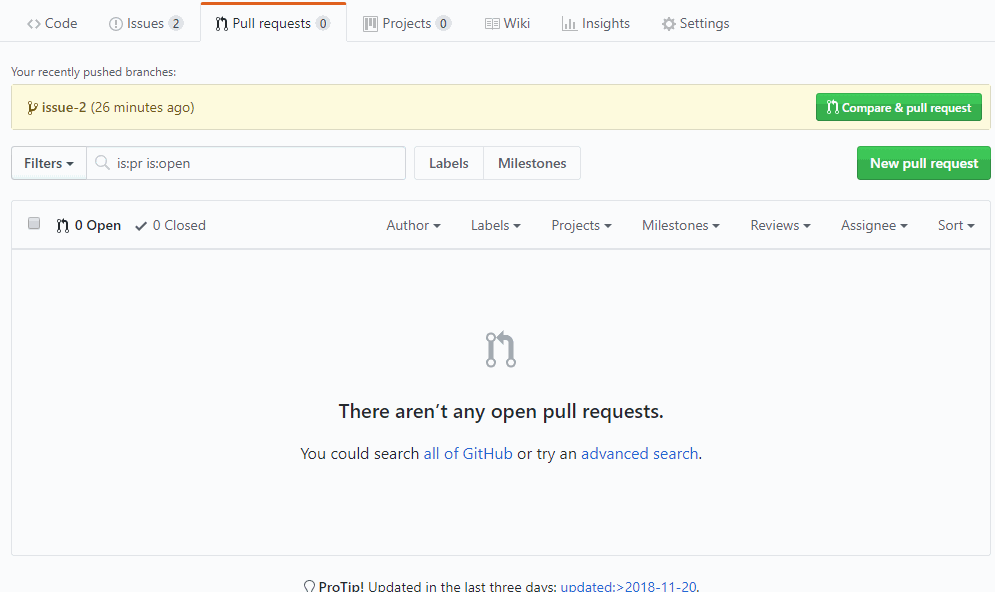 Code Issues 2 Pull requests 0 Projects 0 Wiki Insights Settings
Your recently pushed branches:
issue-2 (26 minutes ago) Compare & pull request
Filters is:pr is:open Labels Milestones New pull request
0 Open 0 Closed Author Labels Projects Milestones Reviews Assignee Sort
There aren’t any open pull requests.
You could search all of GitHub or try an advanced search.
ProTip! Updated in the last three days: updated:>2018-11-20.